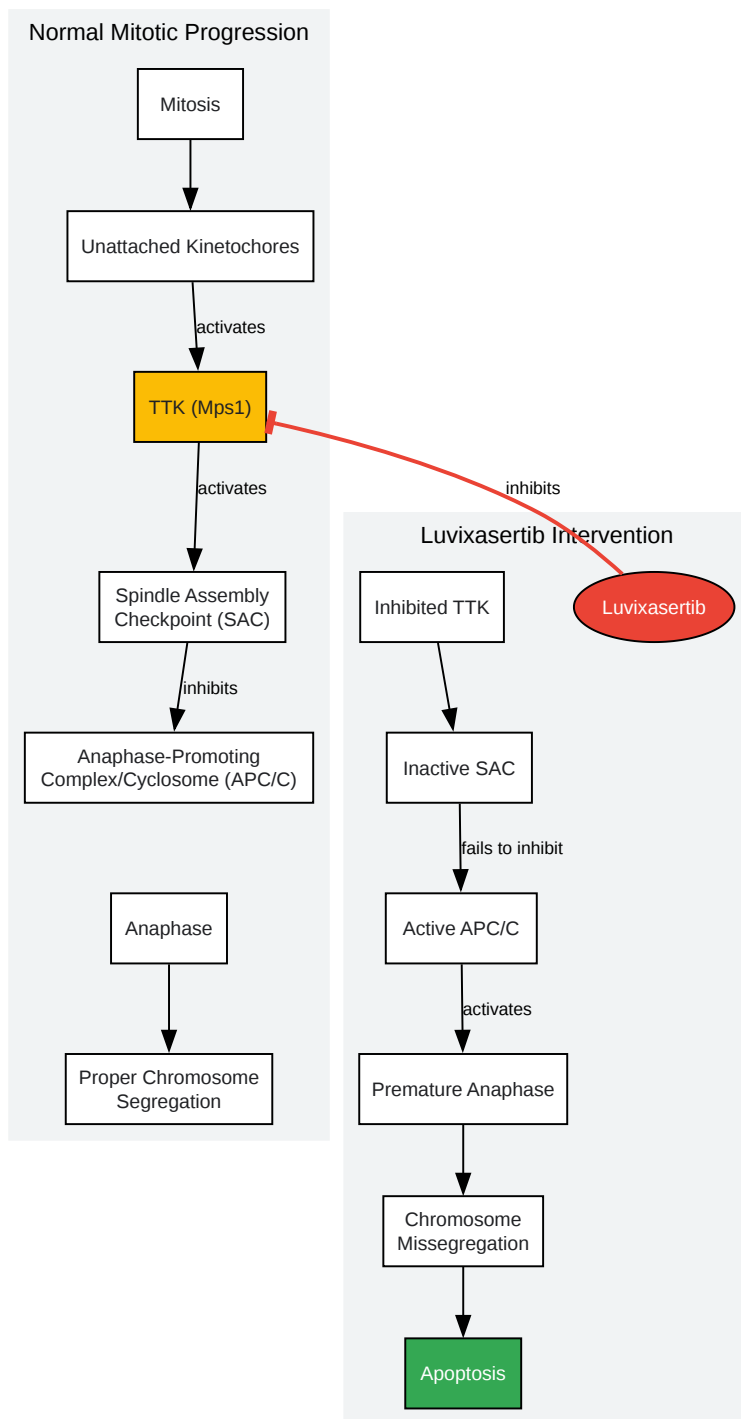 Normal Mitotic Progression
Mitosis
Unattached Kinetochores
activates
TTK (Mps1)
activates
Spindle Assembly
Checkpoint (SAC)
inhibits
Anaphase-Promoting
Complex/Cyclosome (APC/C)
Anaphase
Proper Chromosome
Segregation
inhibits
Luvixasertib Intervention
Inhibited TTK
Luvixasertib
Inactive SAC
fails to inhibit
Active APC/C
activates
Premature Anaphase
Chromosome
Missegregation
Apoptosis